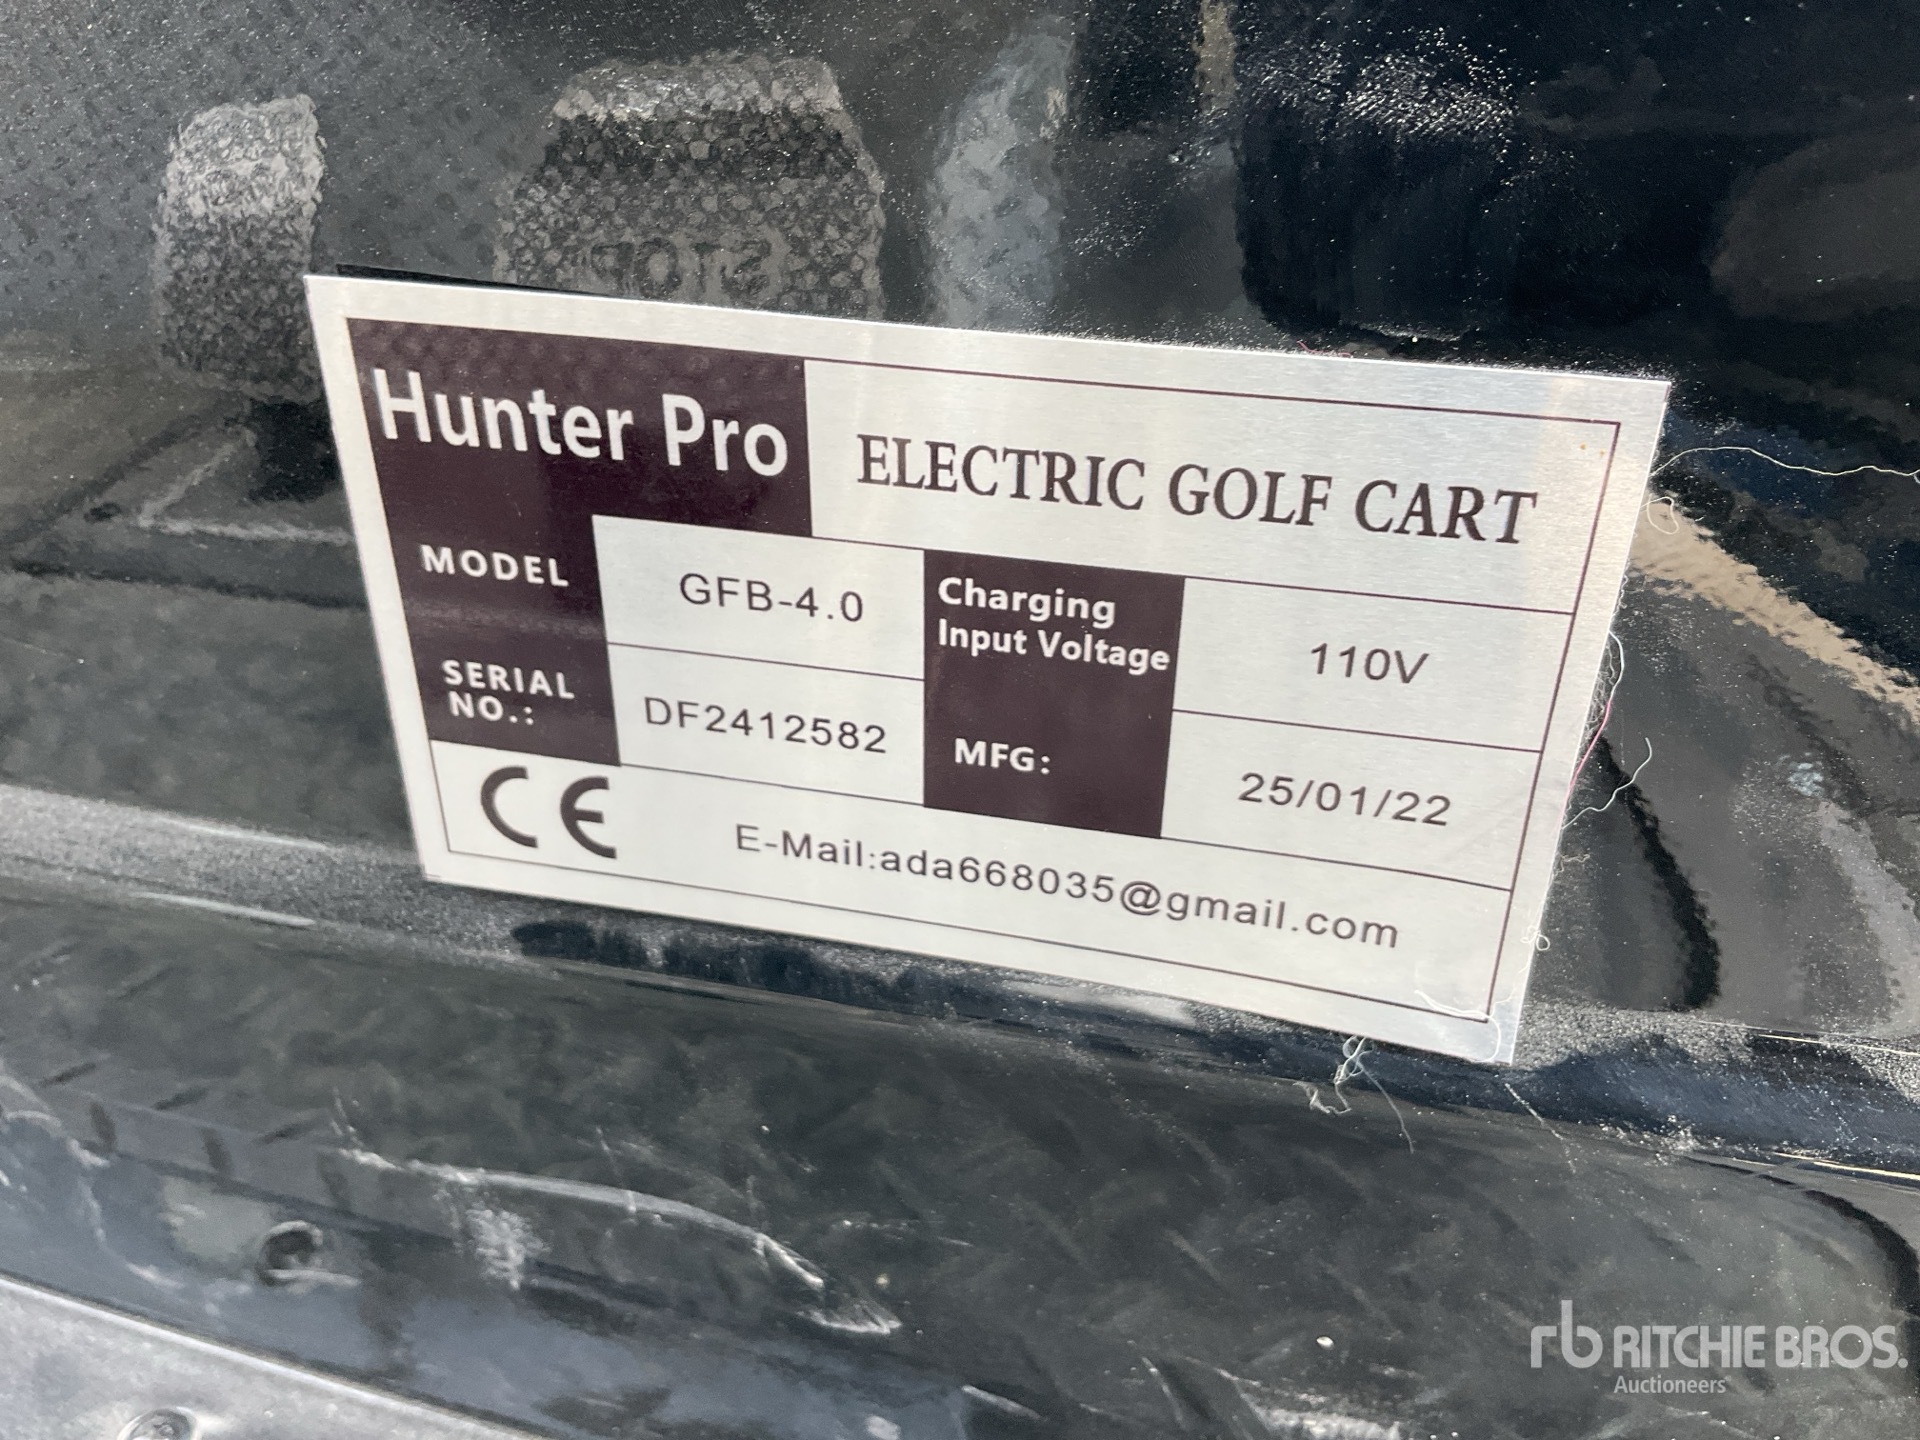 STOP
Hunter Pro
ELECTRIC GOLF CART
MODEL
GFB-4.0
Charging
Input Voltage
110V
SERIAL
NO.:
DF2412582
MFG:
25/01/22
CE
E-Mail:ada668035@gmail.com
rb RITCHIE BROS.
Auctioneers